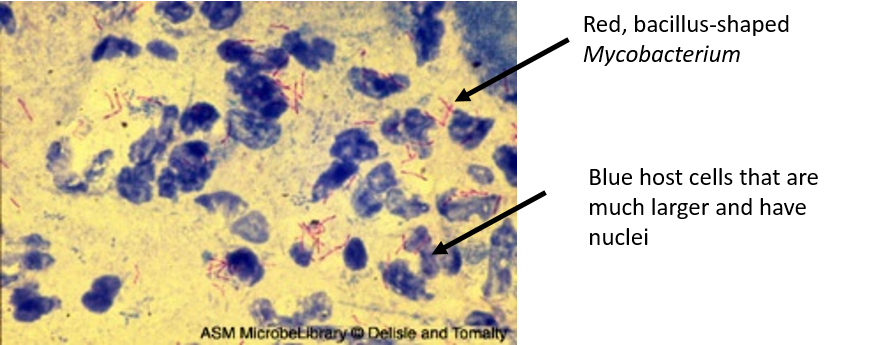 Red, bacillus-shaped
Mycobacterium
Blue host cells that are
much larger and have
nuclei
ASM MicrobeLibrary © Delisle and Tomalty